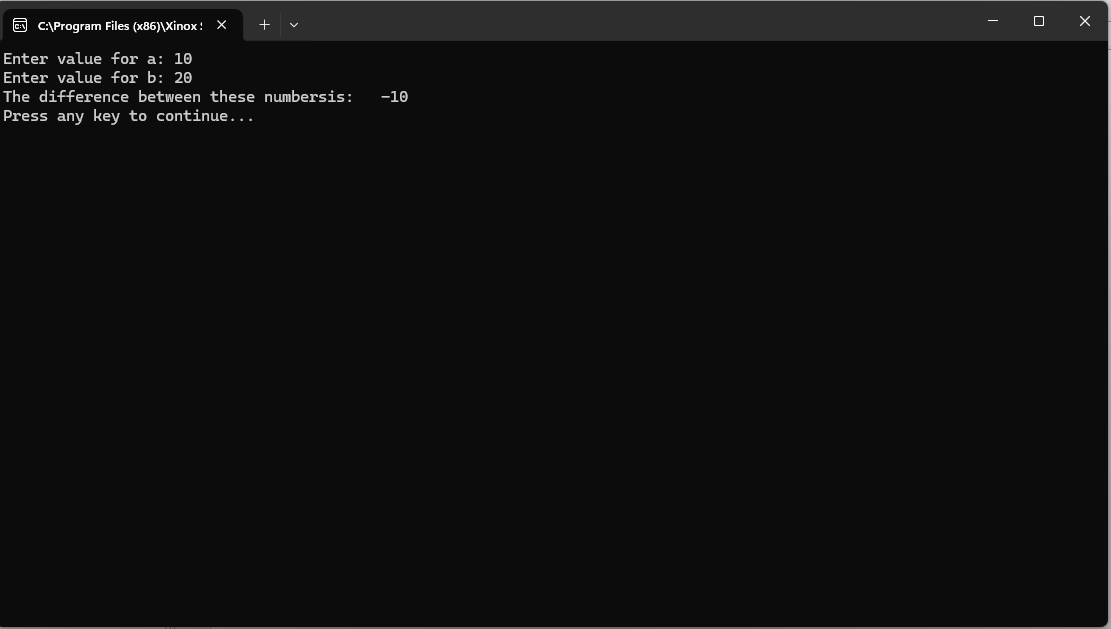 C:\Program Files (x86)\Xinox S
Enter value for a: 10
Enter value for b: 20
The difference between these numbersis:   -10
Press any key to continue...